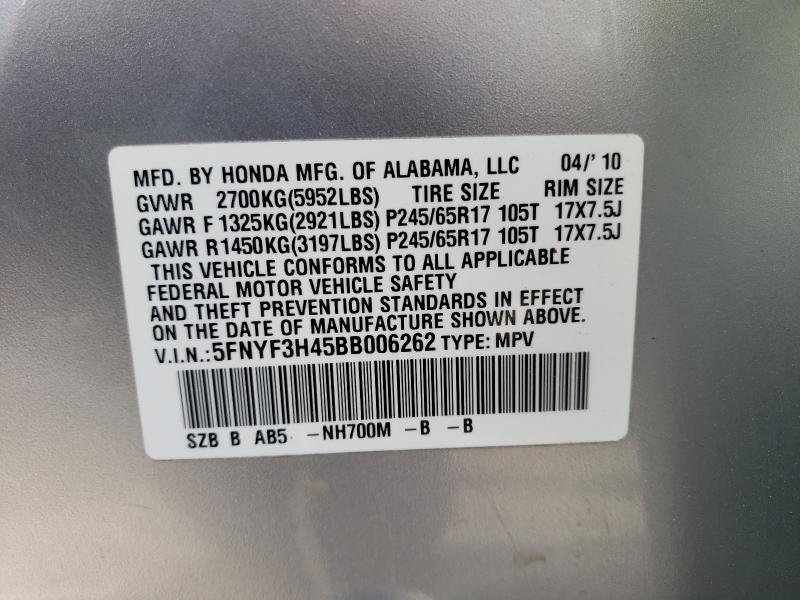 MFD. BY HONDA MFG. OF ALABAMA, LLC 04/'10
GVWR 2700KG(5952LBS) TIRE SIZE RIM SIZE
GAWR F 1325KG(2921LBS) P245/65R17 105T 17X7.5J
GAWR R1450KG(3197LBS) P245/65R17 105T 17X7.5J
THIS VEHICLE CONFORMS TO ALL APPLICABLE
FEDERAL MOTOR VEHICLE SAFETY
AND THEFT PREVENTION STANDARDS IN EFFECT
ON THE DATE OF MANUFACTURE SHOWN ABOVE.
V.I.N.:5FNYF3H45BB006262 TYPE: MPV
SZB B AB5 -NH700M -B -B